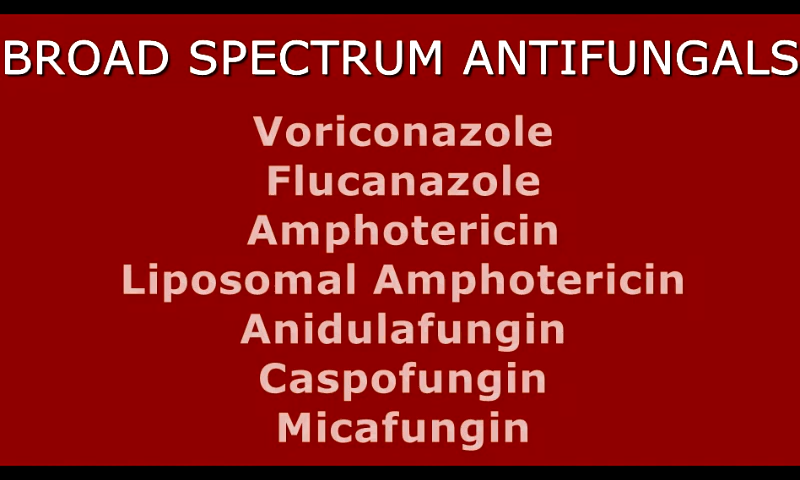 BROAD SPECTRUM ANTIFUNGALS
Voriconazole
Flucanazole
Amphotericin
Liposomal Amphotericin
Anidulafungin
Caspofungin
Micafungin